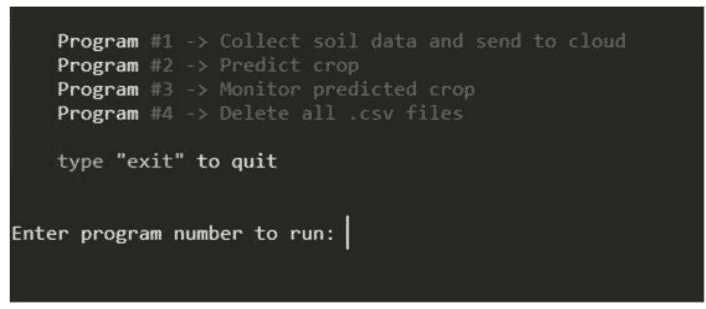 Program #1 -> Collect soil data and send to cloud
Program #2 -> Predict crop
Program #3 -> Monitor predicted crop
Program #4 -> Delete all .csv files
type "exit" to quit
Enter program number to run: